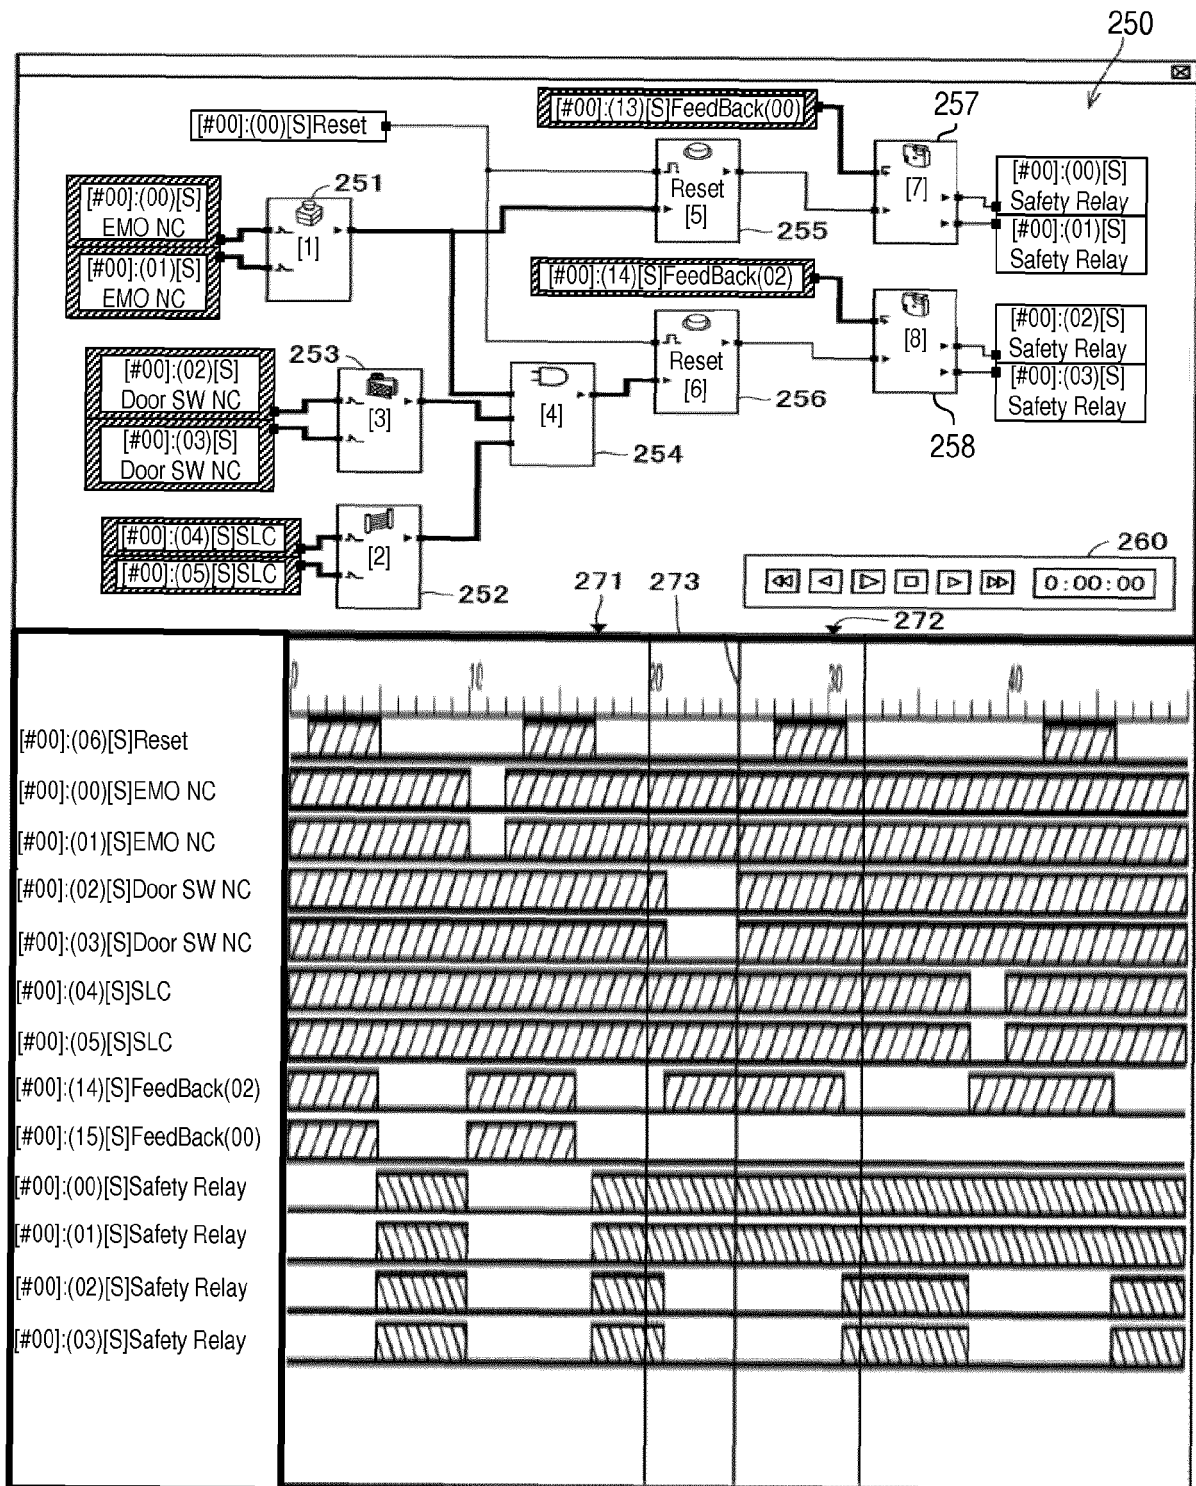 250
[#00]:(13)[S]FeedBack(00)
257
[#00]:(00)[S]Reset
251
Reset
[5]
255
[7]
[#00]:(00)[S]
Safety Relay
[#00]:(01)[S]
Safety Relay
[#00]:(00)[S]
EMO NC
[#00]:(01)[S]
EMO NC
[1]
[#00]:(14)[S]FeedBack(02)
Reset
[6]
256
[8]
258
[#00]:(02)[S]
Safety Relay
[#00]:(03)[S]
Safety Relay
253
[#00]:(02)[S]
Door SW NC
[#00]:(03)[S]
Door SW NC
[3]
[4]
254
[#00]:(04)[S]SLC
[#00]:(05)[S]SLC
[2]
252
260
0:00:00
271
273
272
0
10
20
30
40
[#00]:(06)[S]Reset
[#00]:(00)[S]EMO NC
[#00]:(01)[S]EMO NC
[#00]:(02)[S]Door SW NC
[#00]:(03)[S]Door SW NC
[#00]:(04)[S]SLC
[#00]:(05)[S]SLC
[#00]:(14)[S]FeedBack(02)
[#00]:(15)[S]FeedBack(00)
[#00]:(00)[S]Safety Relay
[#00]:(01)[S]Safety Relay
[#00]:(02)[S]Safety Relay
[#00]:(03)[S]Safety Relay